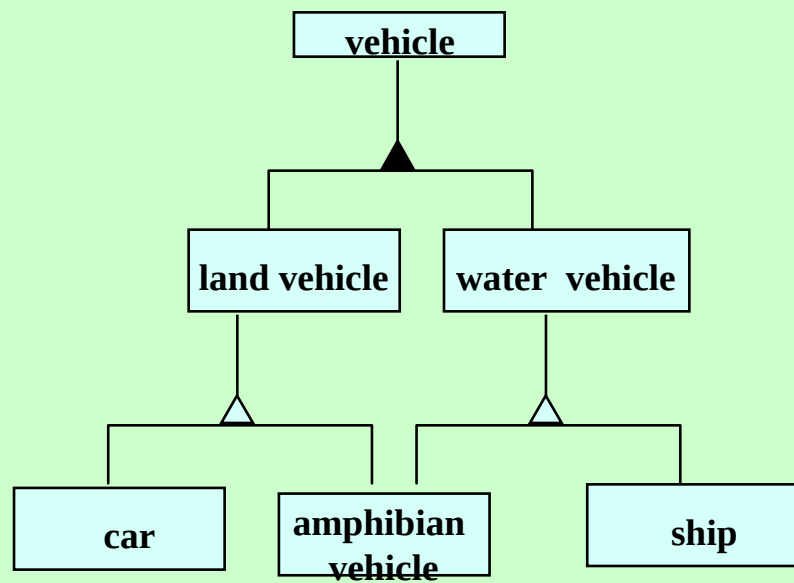 vehicle
land vehicle
water vehicle
car
amphibian
vehicle
ship